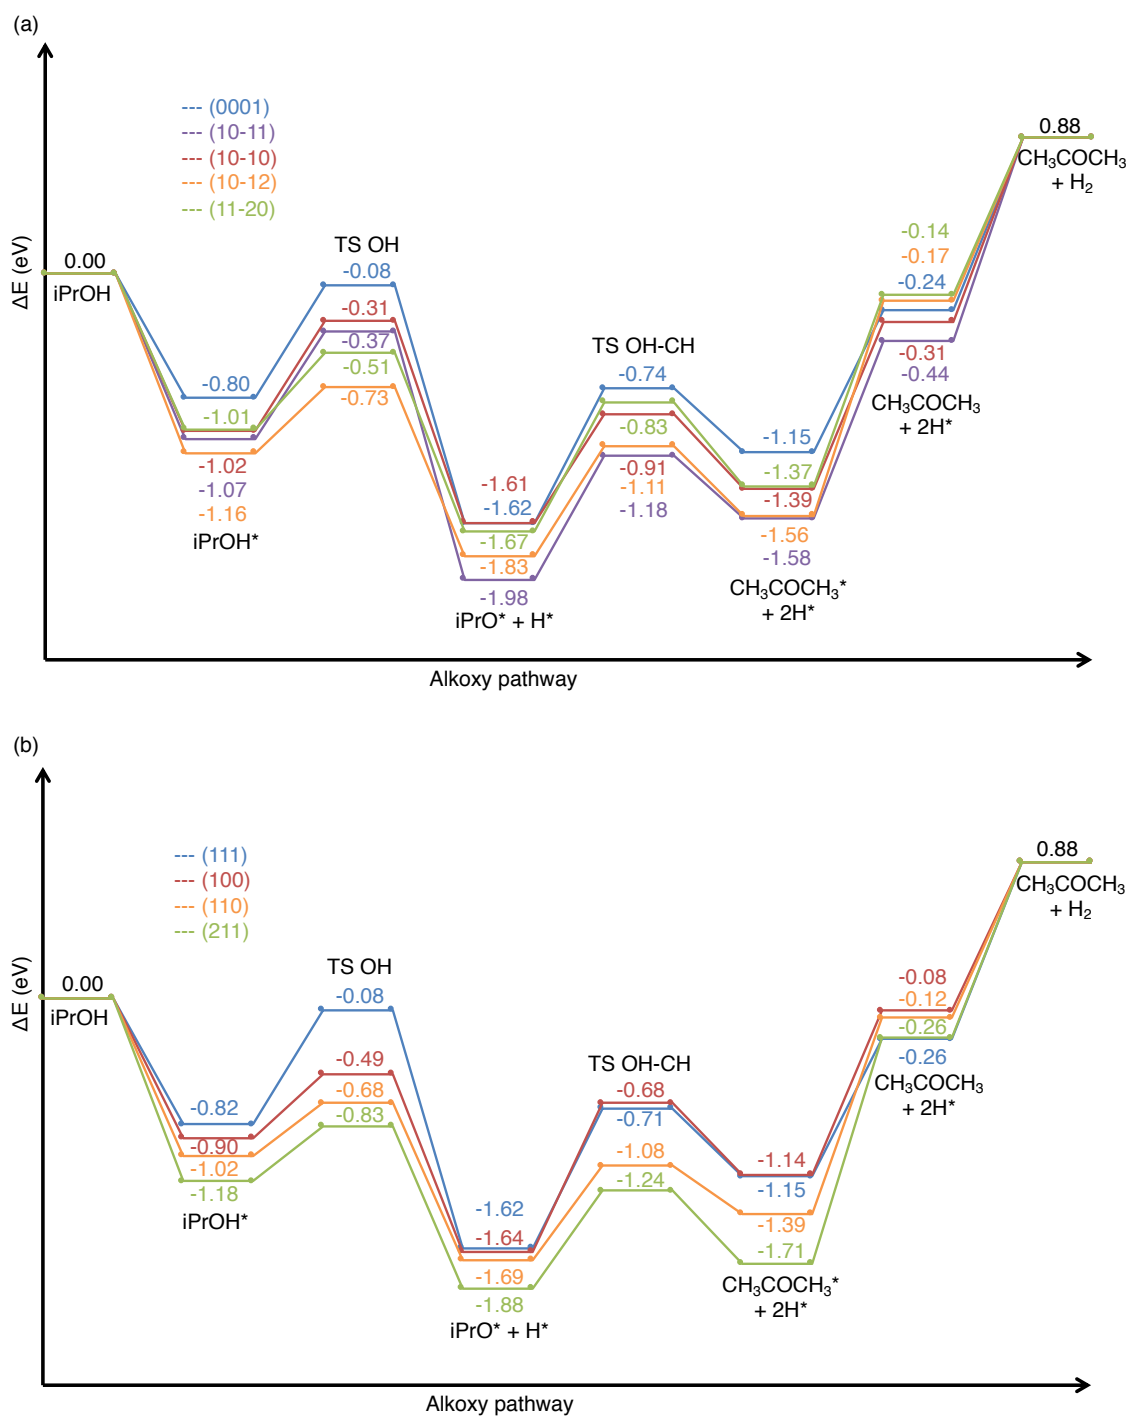 (a)
--- (0001)
--- (10-11)
--- (10-10)
--- (10-12)
--- (11-20)
ΔE (eV)
0.00
iPrOH
-0.80
-1.01
-1.02
-1.07
-1.16
iPrOH*
TS OH
-0.08
-0.31
-0.37
-0.51
-0.73
-1.61
-1.62
-1.67
-1.83
-1.98
iPrO* + H*
TS OH-CH
-0.74
-0.83
-0.91
-1.11
-1.18
-1.15
-1.37
-1.39
-1.56
-1.58
CH₃COCH₃*
+ 2H*
-0.14
-0.17
-0.24
-0.31
-0.44
CH₃COCH₃
+ 2H*
0.88
CH₃COCH₃
+ H₂
Alkoxy pathway
(b)
--- (111)
--- (100)
--- (110)
--- (211)
ΔE (eV)
0.00
iPrOH
-0.82
-0.90
-1.02
-1.18
iPrOH*
TS OH
-0.08
-0.49
-0.68
-0.83
-1.62
-1.64
-1.69
-1.88
iPrO* + H*
TS OH-CH
-0.68
-0.71
-1.08
-1.24
-1.14
-1.15
-1.39
-1.71
CH₃COCH₃*
+ 2H*
-0.08
-0.12
-0.26
-0.26
CH₃COCH₃
+ 2H*
0.88
CH₃COCH₃
+ H₂
Alkoxy pathway